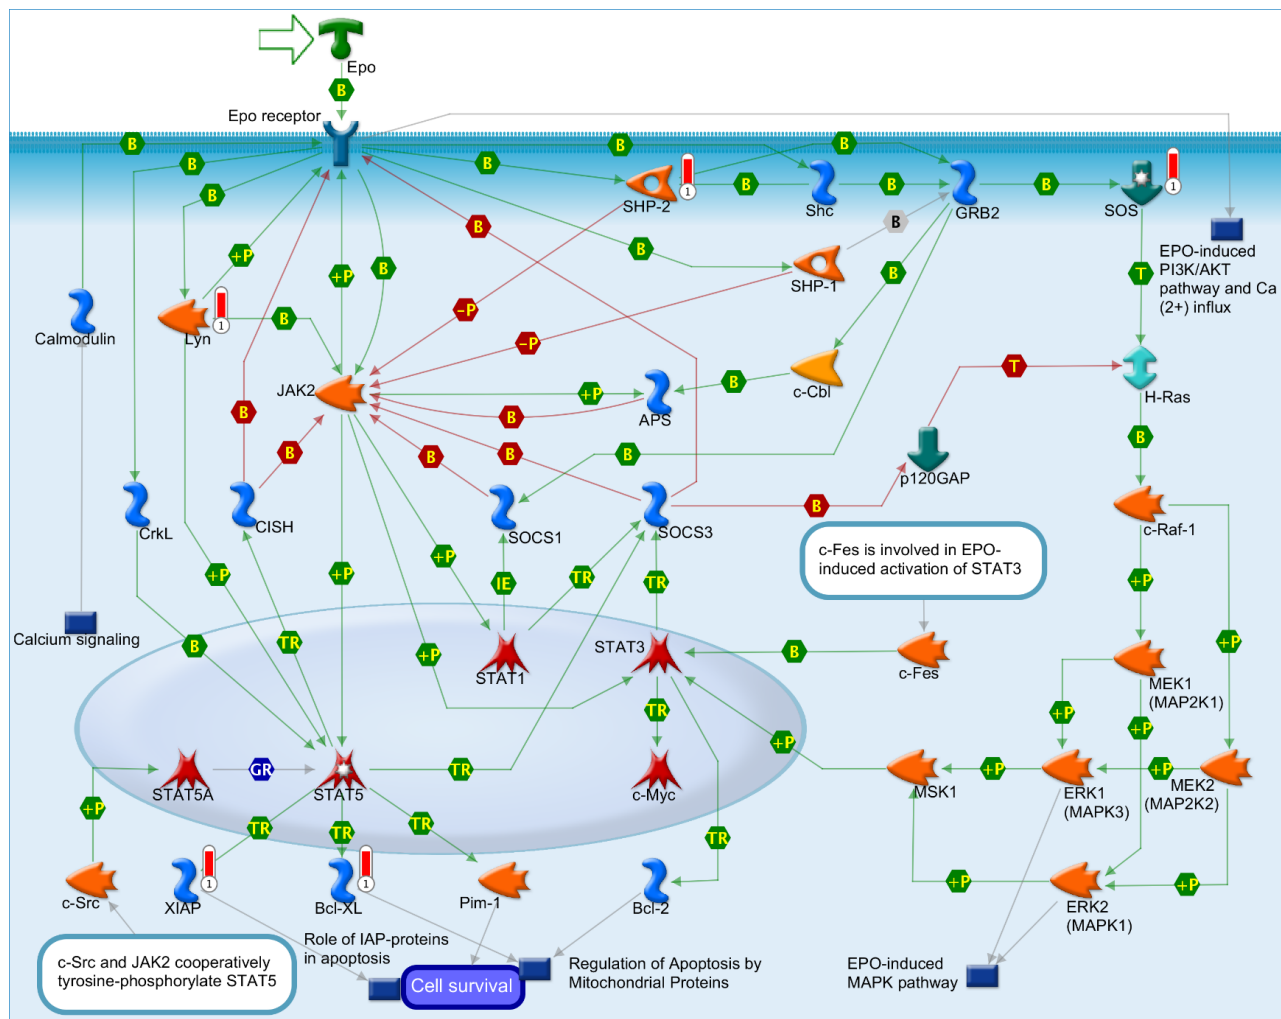 Epo
B
Epo receptor
B
B
B
B
B
B
B
B
B
1
SHP-2
Shc
GRB2
SOS
1
B
B
B
+P
+P
B
B
SHP-1
B
T
EPO-induced
PI3K/AKT
pathway and Ca
(2+) influx
Calmodulin
Lyn
1
B
–P
–P
JAK2
+P
APS
B
c-Cbl
T
H-Ras
B
B
B
B
B
B
B
p120GAP
CrkL
CISH
SOCS1
SOCS3
B
c-Raf-1
c-Fes is involved in EPO-
induced activation of STAT3
+P
+P
+P
IE
TR
TR
+P
Calcium signaling
B
TR
+P
STAT1
STAT3
B
c-Fes
+P
MEK1
(MAP2K1)
TR
+P
+P
+P
STAT5A
GR
STAT5
TR
c-Myc
MSK1
+P
ERK1
(MAPK3)
+P
MEK2
(MAP2K2)
+P
TR
TR
TR
TR
c-Src
XIAP
1
Bcl-XL
1
Pim-1
Bcl-2
+P
ERK2
(MAPK1)
+P
c-Src and JAK2 cooperatively
tyrosine-phosphorylate STAT5
Role of IAP-proteins
in apoptosis
Cell survival
Regulation of Apoptosis by
Mitochondrial Proteins
EPO-induced
MAPK pathway